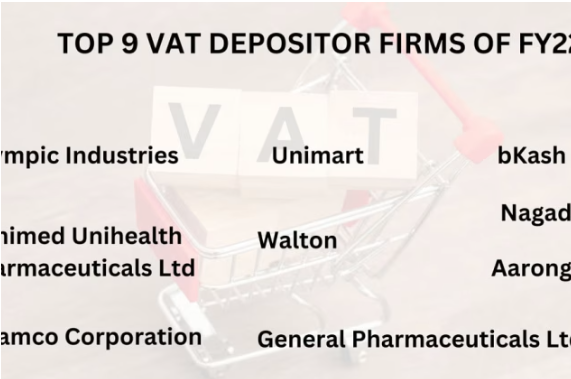 TOP 9 VAT DEPOSITOR FIRMS OF FY22
VAT
ympic Industries
Unimart
bKash
Nagad
nimed Unihealth
armaceuticals Ltd
Walton
Aarong
amco Corporation
General Pharmaceuticals Ltd